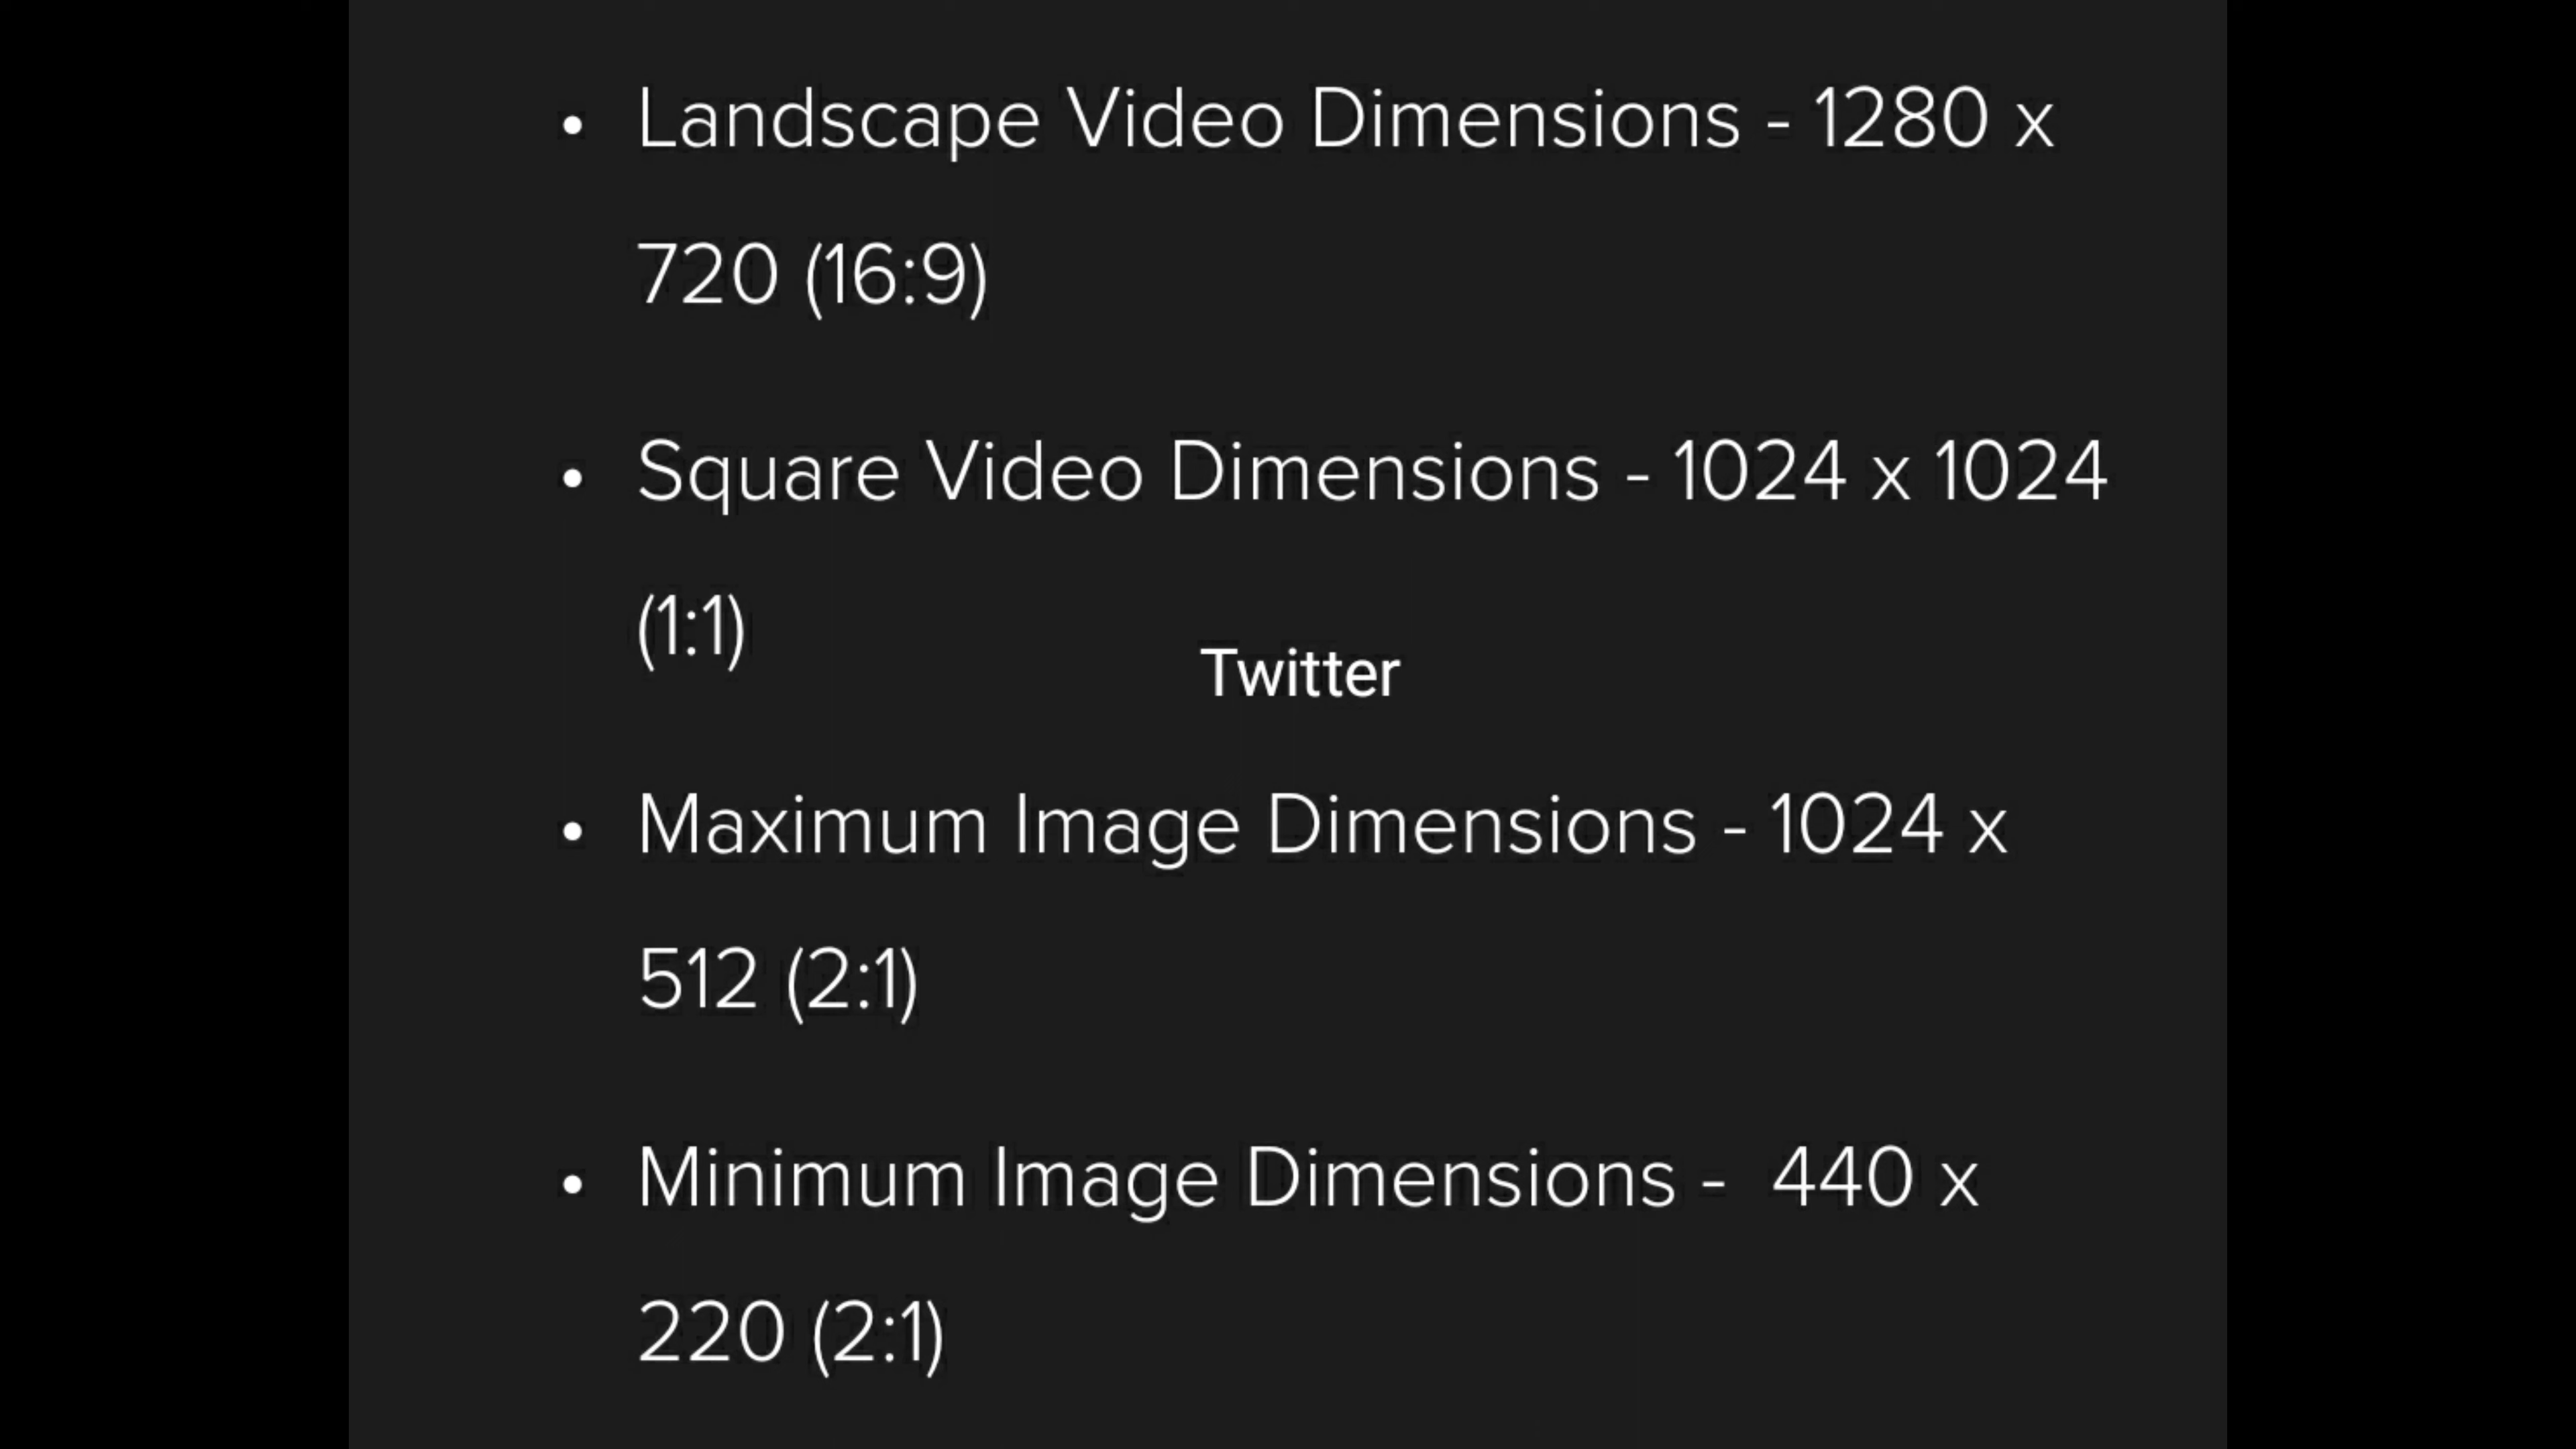 • Landscape Video Dimensions - 1280 x
720 (16:9)
• Square Video Dimensions - 1024 x 1024
(1:1)
Twitter
• Maximum Image Dimensions - 1024 x
512 (2:1)
• Minimum Image Dimensions - 440 x
220 (2:1)